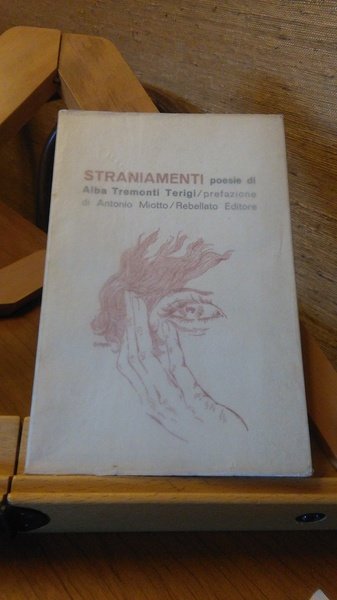 STRANIAMENTI poesie di
Alba Tremonti Terigi/prefazione
di Antonio Miotto/Rebellato Editore